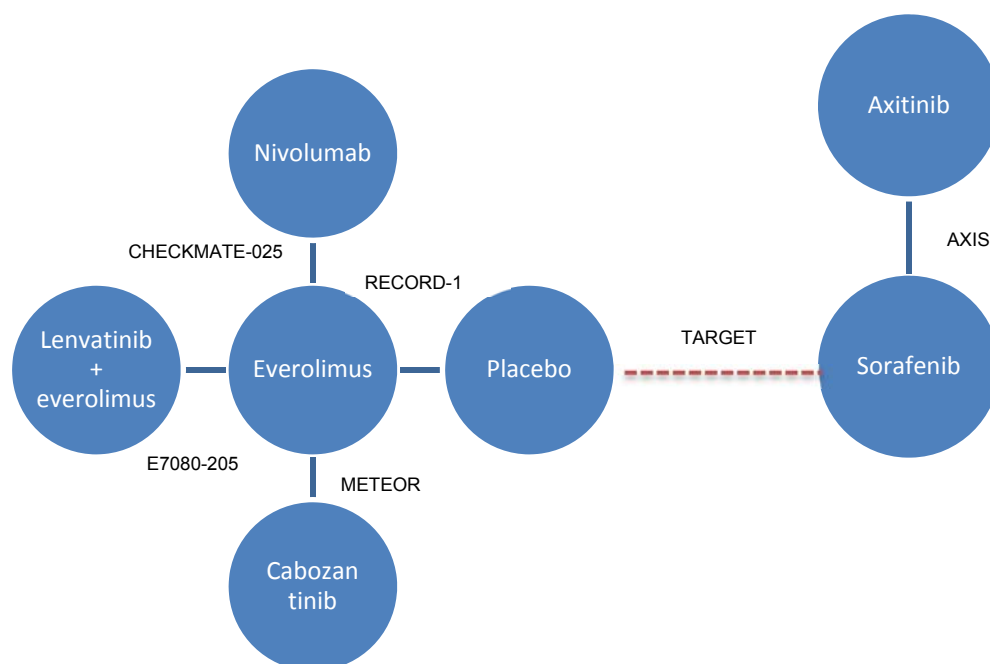 Axitinib
Nivolumab
AXIS
CHECKMATE-025
RECORD-1
TARGET
Lenvatinib
+
everolimus
Everolimus
Placebo
Sorafenib
E7080-205
METEOR
Cabozan
tinib